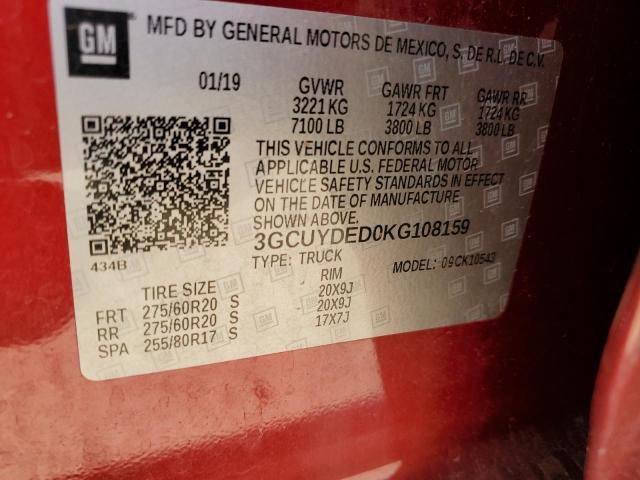 GM
MFD BY GENERAL MOTORS DE MEXICO, S. DE R.L. DE C.V.
01/19 GVWR GAWR FRT GAWR RR
3221 KG 1724 KG 1724 KG
7100 LB 3800 LB 3800 LB
THIS VEHICLE CONFORMS TO ALL
APPLICABLE U.S. FEDERAL MOTOR
VEHICLE SAFETY STANDARDS IN EFFECT
ON THE DATE OF MANUFACTURE
SHOWN ABOVE.
3GCUYDED0KG108159
434B
TYPE: TRUCK MODEL: 09CK10543
TIRE SIZE RIM
FRT 275/60R20 S 20X9J
RR 275/60R20 S 20X9J
SPA 255/80R17 S 17X7J